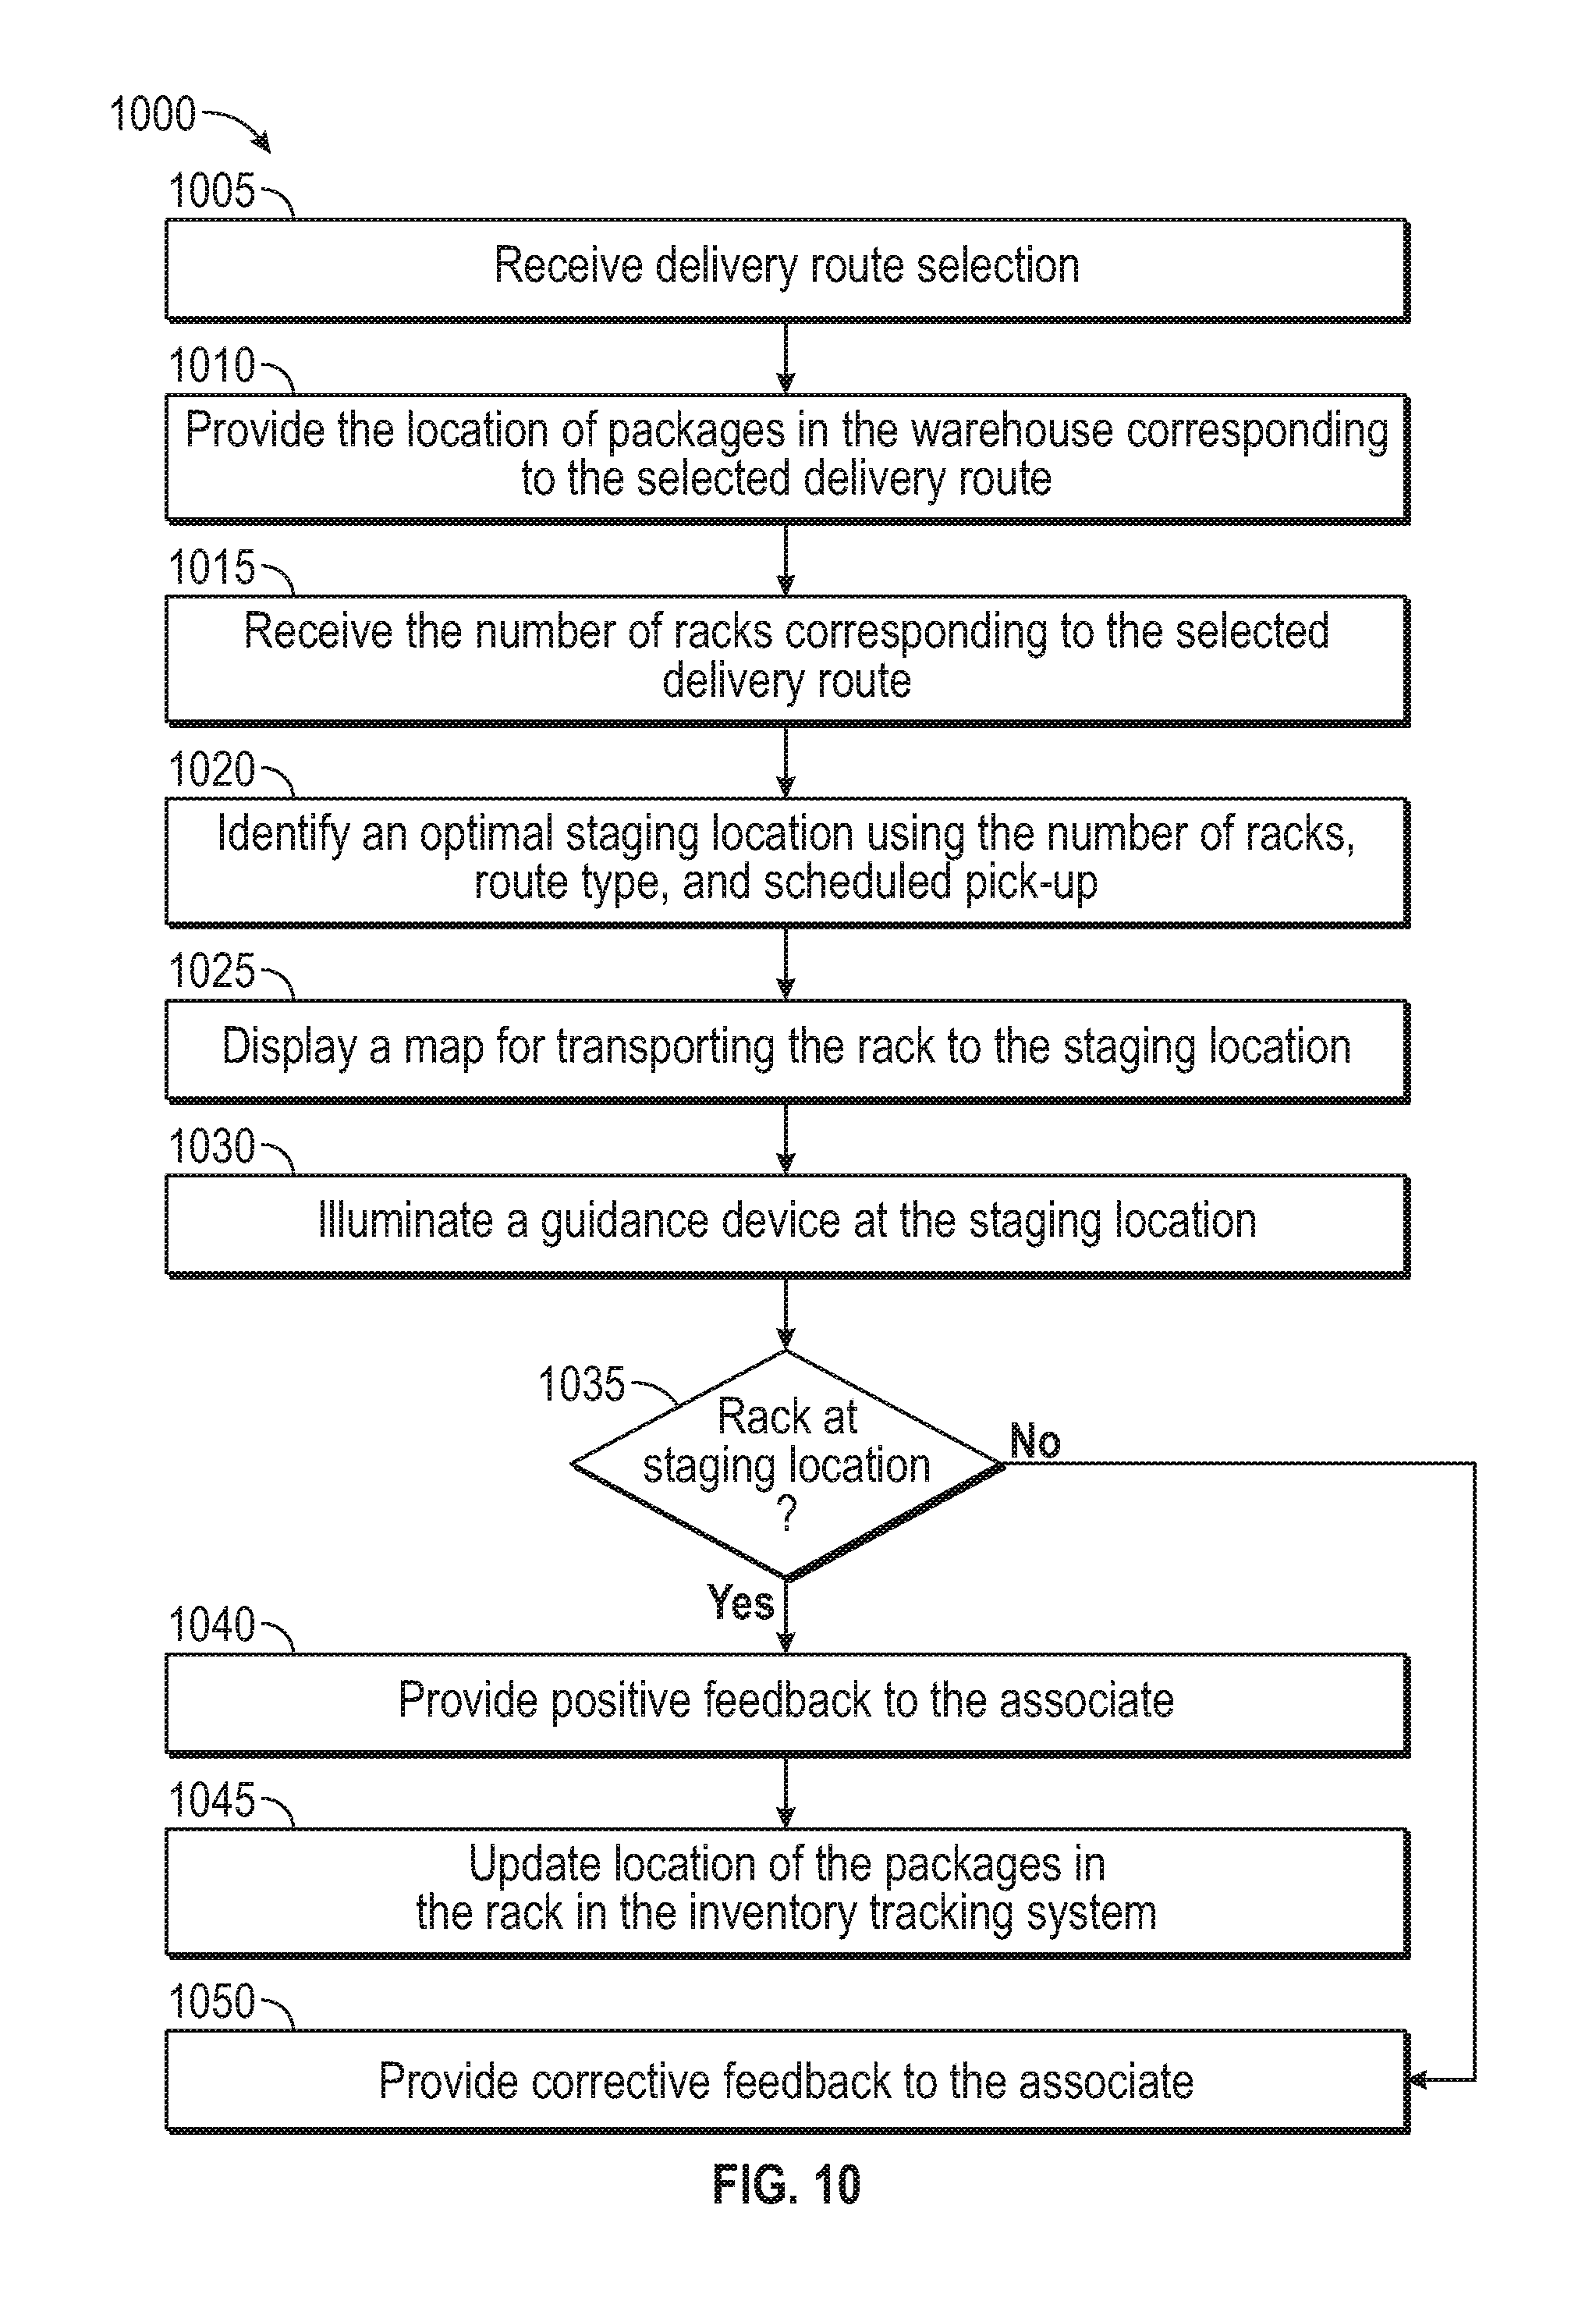 1000
1005
Receive delivery route selection
1010
Provide the location of packages in the warehouse corresponding
to the selected delivery route
1015
Receive the number of racks corresponding to the selected
delivery route
1020
Identify an optimal staging location using the number of racks,
route type, and scheduled pick-up
1025
Display a map for transporting the rack to the staging location
1030
Illuminate a guidance device at the staging location
1035
Rack at
staging location
?
No
Yes
1040
Provide positive feedback to the associate
1045
Update location of the packages in
the rack in the inventory tracking system
1050
Provide corrective feedback to the associate
FIG. 10